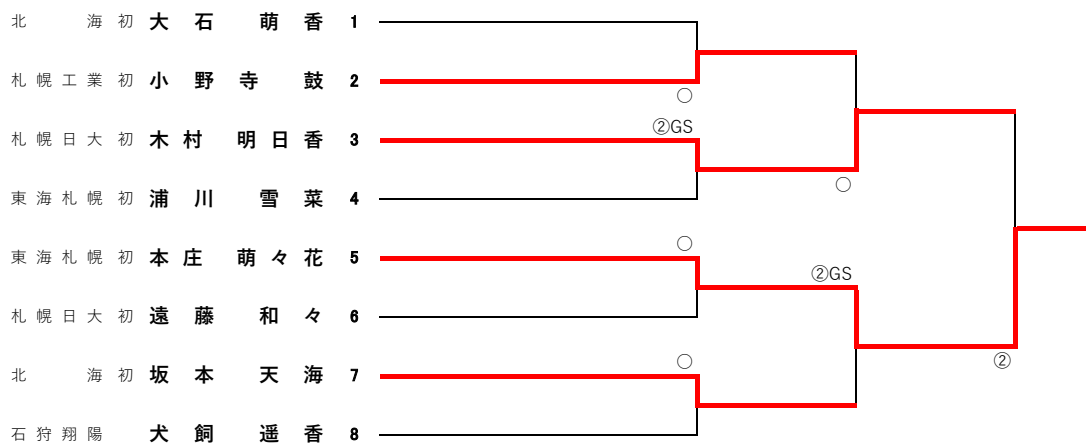 北海初 大石 萌香 1
札幌工業初 小野寺 鼓 2
○
②GS
札幌日大初 木村 明日香 3
○
東海札幌初 浦川 雪菜 4
○
東海札幌初 本庄 萌々花 5
②GS
札幌日大初 遠藤 和々 6
○
②
北海初 坂本 天海 7
石狩翔陽 犬飼 遥香 8